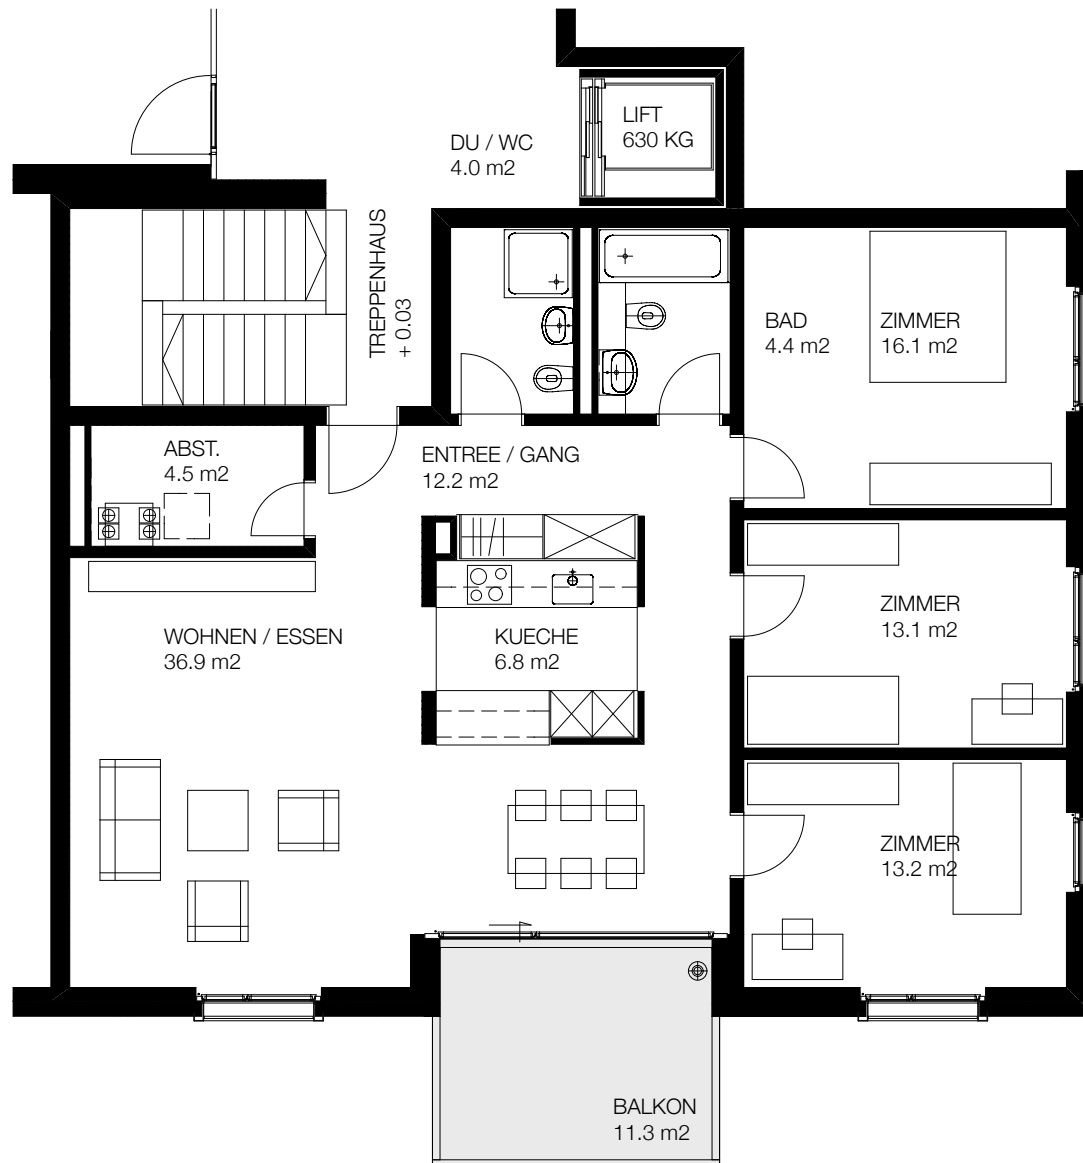 LIFT
630 KG
DU / WC
4.0 m2
TREPPENHAUS
+ 0.03
BAD
4.4 m2
ZIMMER
16.1 m2
ABST.
4.5 m2
ENTREE / GANG
12.2 m2
ZIMMER
13.1 m2
WOHNEN / ESSEN
36.9 m2
KUECHE
6.8 m2
ZIMMER
13.2 m2
BALKON
11.3 m2